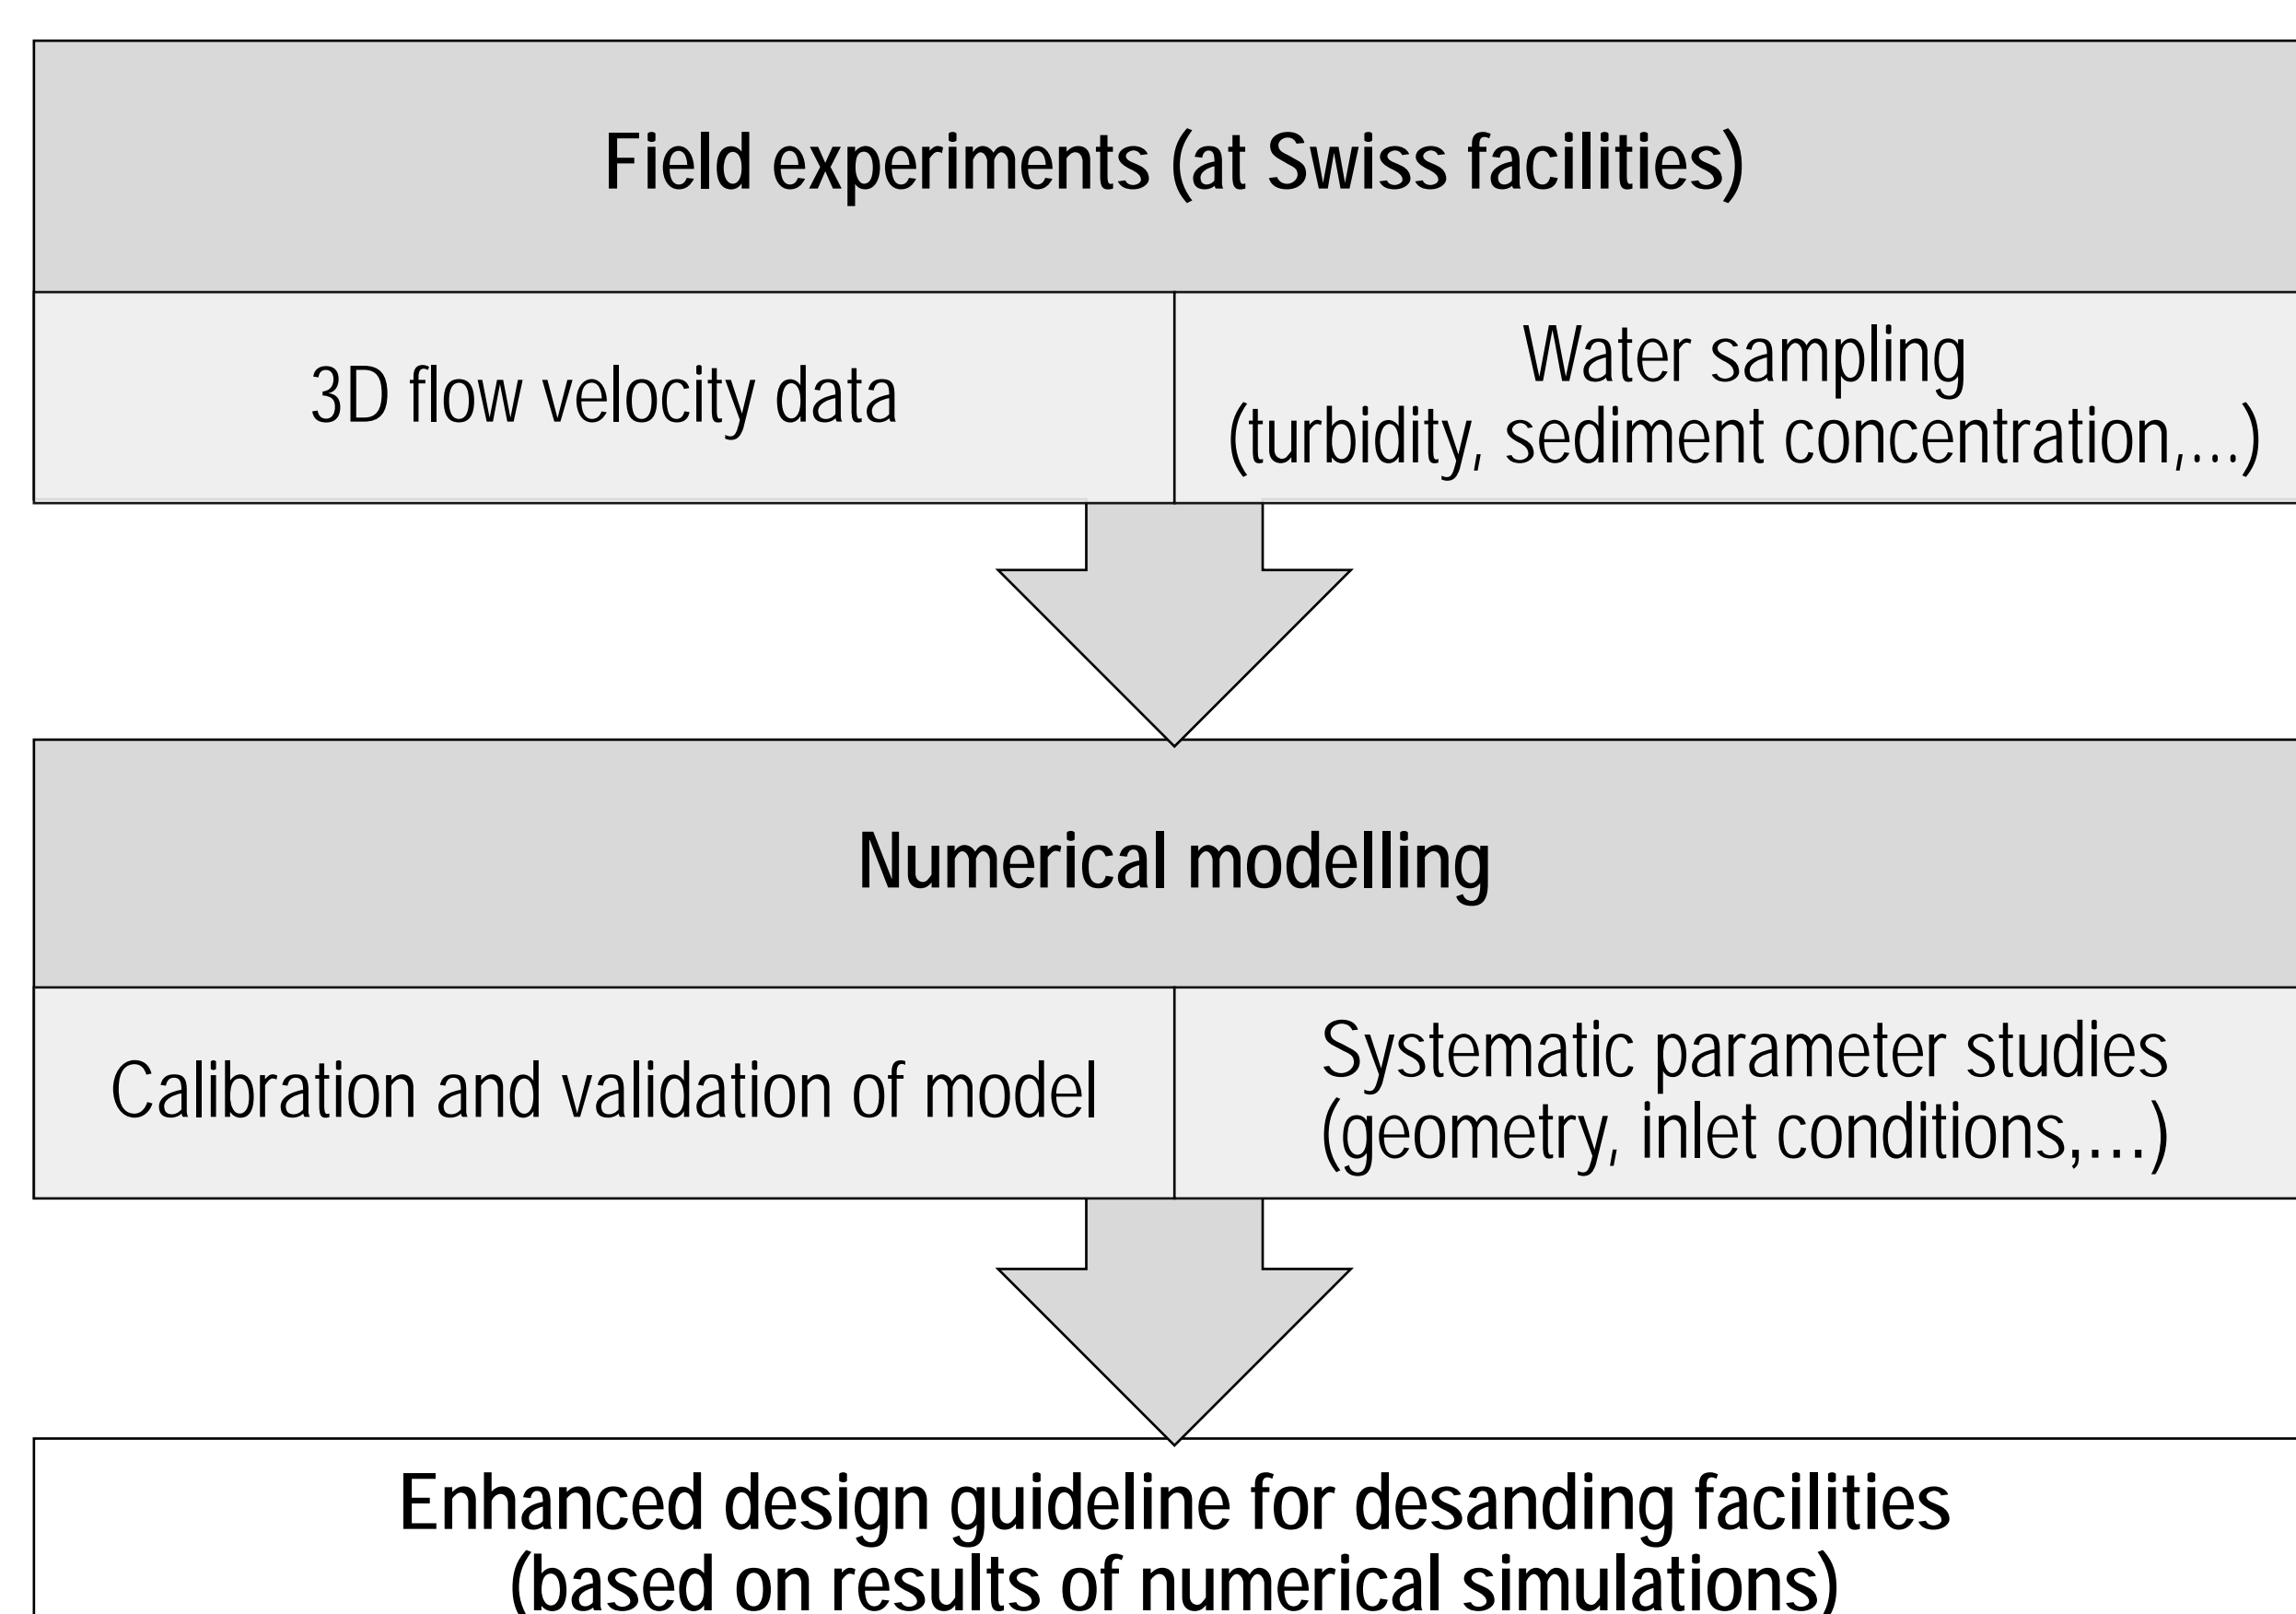 Field experiments (at Swiss facilities)
3D flow velocity data
Water sampling
(turbidity, sediment concentration,…)
Numerical modelling
Calibration and validation of model
Systematic parameter studies
(geometry, inlet conditions,…)
Enhanced design guideline for desanding facilities
(based on results of numerical simulations)